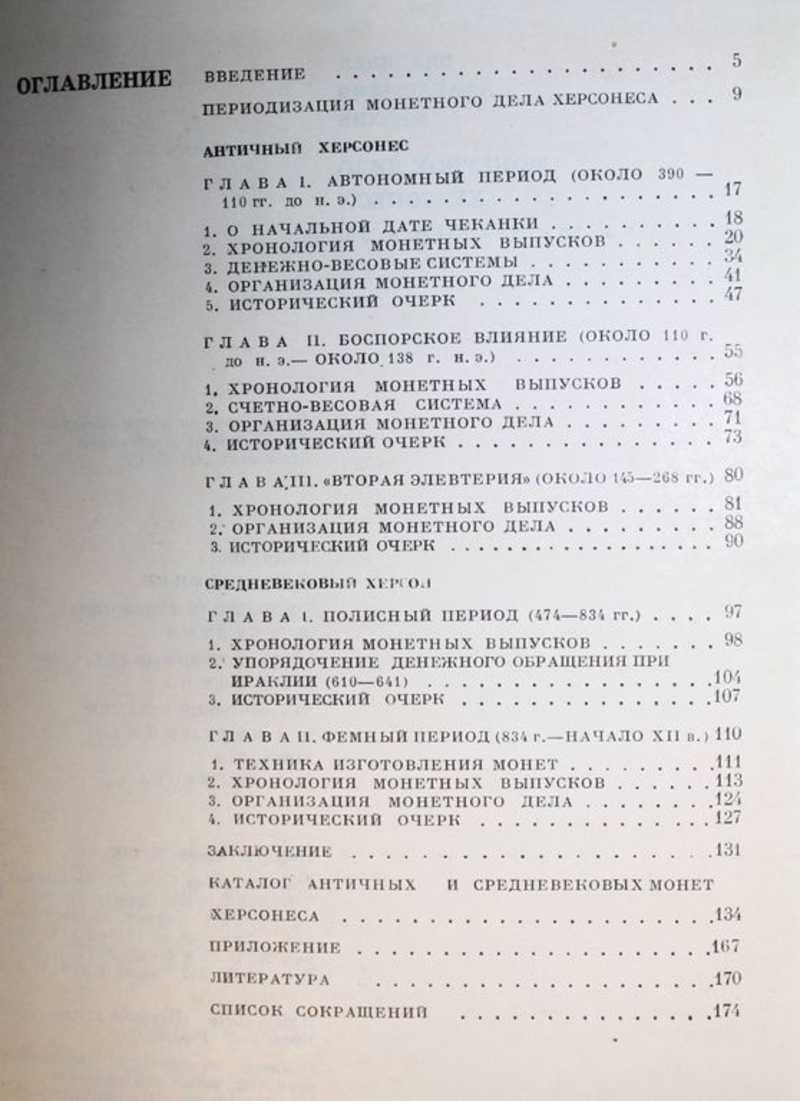 ОГЛАВЛЕНИЕ
ВВЕДЕНИЕ . . . . . . . . . . . . . . . . . . . . . . 5
ПЕРИОДИЗАЦИЯ МОНЕТНОГО ДЕЛА ХЕРСОНЕСА . . . 9
АНТИЧНЫЙ ХЕРСОНЕС
ГЛАВА I. АВТОНОМНЫЙ ПЕРИОД (ОКОЛО 390 —
110 гг. до н. э.) . . . . . . . . . . . . . . . . . . . 17
1. О НАЧАЛЬНОЙ ДАТЕ ЧЕКАНКИ . . . . . . . . . . 18
2. ХРОНОЛОГИЯ МОНЕТНЫХ ВЫПУСКОВ . . . . . . 20
3. ДЕНЕЖНО-ВЕСОВЫЕ СИСТЕМЫ . . . . . . . . . . 34
4. ОРГАНИЗАЦИЯ МОНЕТНОГО ДЕЛА . . . . . . . . . 41
5. ИСТОРИЧЕСКИЙ ОЧЕРК . . . . . . . . . . . . . . 47
ГЛАВА II. БОСПОРСКОЕ ВЛИЯНИЕ (ОКОЛО 110 г.
до н. э.— ОКОЛО 138 г. н. э.) . . . . . . . . . . . . 55
1. ХРОНОЛОГИЯ МОНЕТНЫХ ВЫПУСКОВ . . . . . 56
2. СЧЕТНО-ВЕСОВАЯ СИСТЕМА . . . . . . . . . . . . 68
3. ОРГАНИЗАЦИЯ МОНЕТНОГО ДЕЛА . . . . . . . . . 71
4. ИСТОРИЧЕСКИЙ ОЧЕРК . . . . . . . . . . . . . . . 73
ГЛАВА III. «ВТОРАЯ ЭЛЕВТЕРИЯ» (ОКОЛО 145—268 гг.) 80
1. ХРОНОЛОГИЯ МОНЕТНЫХ ВЫПУСКОВ . . . . . . 81
2. ОРГАНИЗАЦИЯ МОНЕТНОГО ДЕЛА . . . . . . . . . 88
3. ИСТОРИЧЕСКИЙ ОЧЕРК . . . . . . . . . . . . . . . . 90
СРЕДНЕВЕКОВЫЙ ХЕРСОН
ГЛАВА I. ПОЛИСНЫЙ ПЕРИОД (474—834 гг.) . . . . 97
1. ХРОНОЛОГИЯ МОНЕТНЫХ ВЫПУСКОВ . . . . . . . 98
2. УПОРЯДОЧЕНИЕ ДЕНЕЖНОГО ОБРАЩЕНИЯ ПРИ
ИРАКЛИИ (610—641) . . . . . . . . . . . . . . . . . 104
3. ИСТОРИЧЕСКИЙ ОЧЕРК . . . . . . . . . . . . . . . 107
ГЛАВА II. ФЕМНЫЙ ПЕРИОД (834 г.—НАЧАЛО XII в.) 110
1. ТЕХНИКА ИЗГОТОВЛЕНИЯ МОНЕТ . . . . . . . . . 111
2. ХРОНОЛОГИЯ МОНЕТНЫХ ВЫПУСКОВ . . . . . . 113
3. ОРГАНИЗАЦИЯ МОНЕТНОГО ДЕЛА . . . . . . . . 124
4. ИСТОРИЧЕСКИЙ ОЧЕРК . . . . . . . . . . . . . . 127
ЗАКЛЮЧЕНИЕ . . . . . . . . . . . . . . . . . . . . . 131
КАТАЛОГ АНТИЧНЫХ И СРЕДНЕВЕКОВЫХ МОНЕТ
ХЕРСОНЕСА . . . . . . . . . . . . . . . . . . . . . . 134
ПРИЛОЖЕНИЕ . . . . . . . . . . . . . . . . . . . . . 167
ЛИТЕРАТУРА . . . . . . . . . . . . . . . . . . . . 170
СПИСОК СОКРАЩЕНИЙ . . . . . . . . . . . . . . . 174